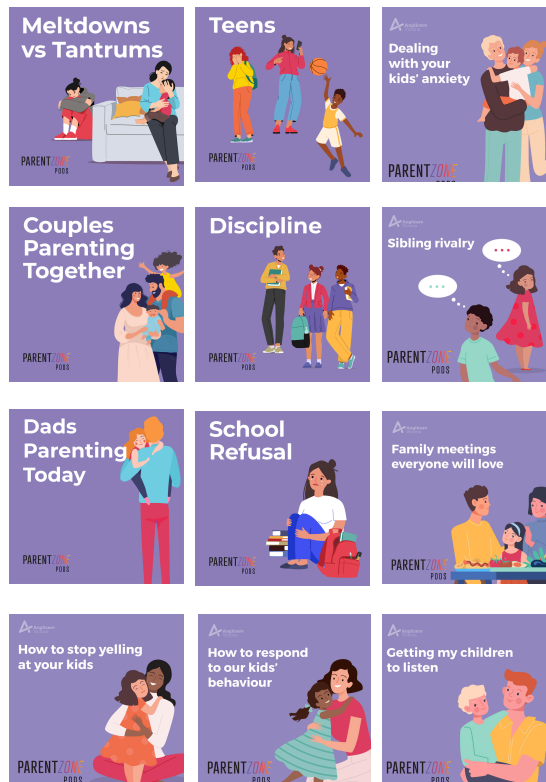 Meltdowns
vs Tantrums
PARENTZONE
PODS
Teens
PARENTZONE
PODS
Dealing
with your
kids' anxiety
PARENTZONE
Couples
Parenting
Together
PARENTZONE
PODS
Discipline
PARENTZONE
PODS
Sibling rivalry
PARENTZONE
PODS
Dads
Parenting
Today
PARENTZONE
PODS
School
Refusal
PARENTZONE
PODS
Family meetings
everyone will love
PARENTZONE
PODS
How to stop yelling
at your kids
PARENTZONE
PODS
How to respond
to our kids'
behaviour
PARENTZONE
PODS
Getting my children
to listen
PARENTZONE
PODS